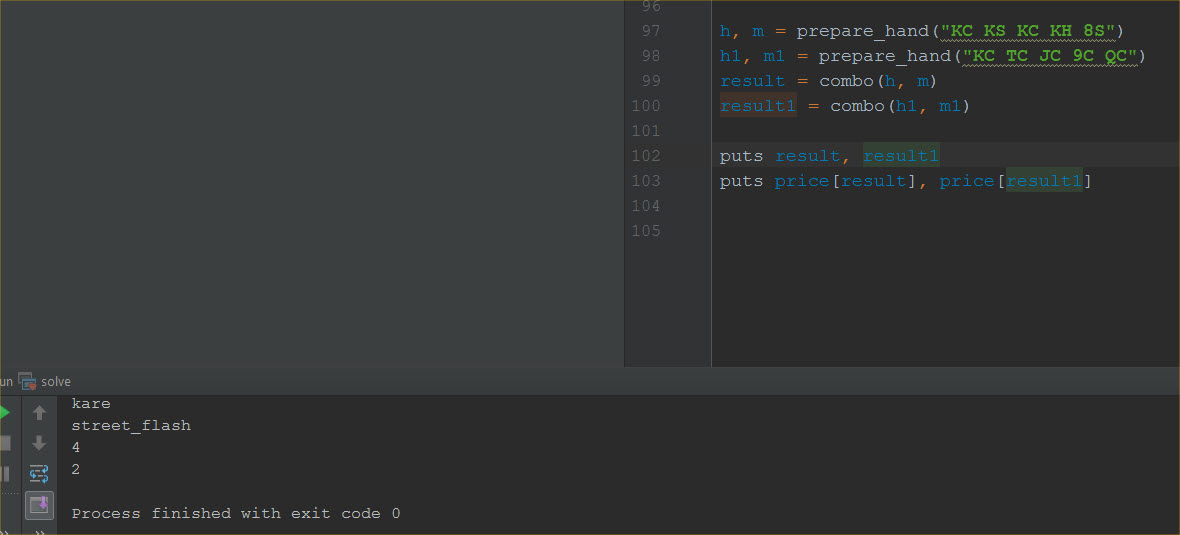 96
97 h, m = prepare_hand("KC KS KC KH 8S")
98 h1, m1 = prepare_hand("KC TC JC 9C QC")
99 result = combo(h, m)
100 result1 = combo(h1, m1)
101
102 puts result, result1
103 puts price[result], price[result1]
104
105
un solve
kare
street_flash
4
2
Process finished with exit code 0